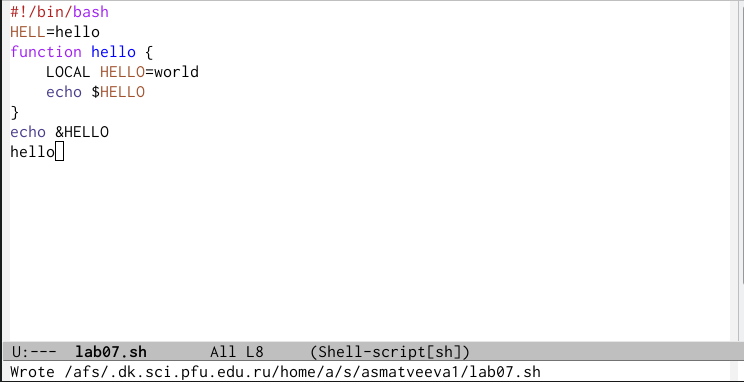 #!/bin/bash
HELL=hello
function hello {
    LOCAL HELLO=world
    echo $HELLO
}
echo &HELLO
hello
U:---  lab07.sh       All L8     (Shell-script[sh])
Wrote /afs/.dk.sci.pfu.edu.ru/home/a/s/asmatveeva1/lab07.sh